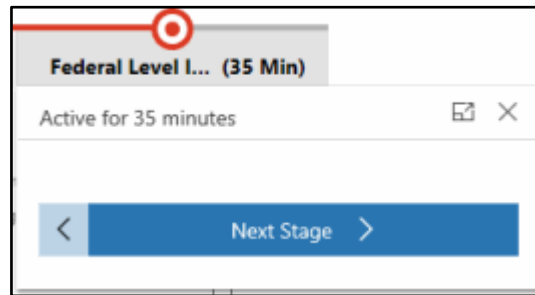 Federal Level I... (35 Min)
Active for 35 minutes
Next Stage